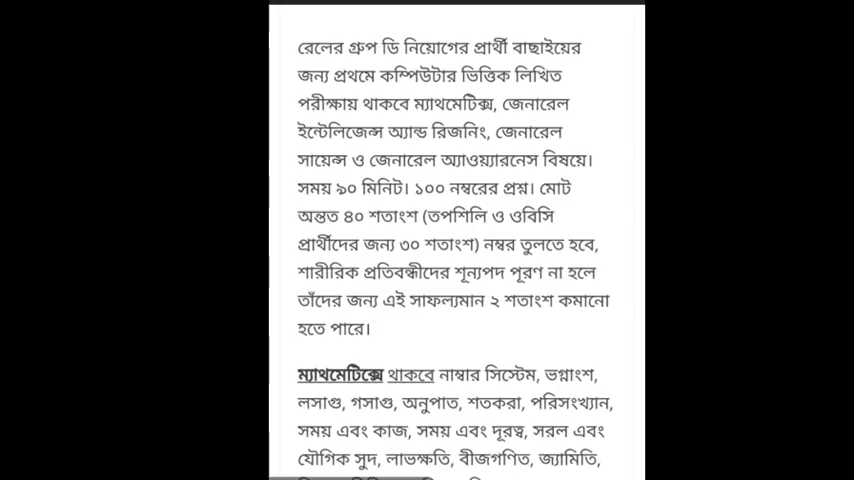 রেলের গ্রুপ ডি নিয়োগের প্রার্থী বাছাইয়ের
জন্য প্রথমে কম্পিউটার ভিত্তিক লিখিত
পরীক্ষায় থাকবে ম্যাথমেটিক্স, জেনারেল
ইন্টেলিজেন্স অ্যান্ড রিজনিং, জেনারেল
সায়েন্স ও জেনারেল অ্যাওয়্যারনেস বিষয়ে।
সময় ৯০ মিনিট। ১০০ নম্বরের প্রশ্ন। মোট
অন্তত ৪০ শতাংশ (তপশিলি ও ওবিসি
প্রার্থীদের জন্য ৩০ শতাংশ) নম্বর তুলতে হবে,
শারীরিক প্রতিবন্ধীদের শূন্যপদ পূরণ না হলে
তাঁদের জন্য এই সাফল্যমান ২ শতাংশ কমানো
হতে পারে।
ম্যাথমেটিক্সে থাকবে নাম্বার সিস্টেম, ভগ্নাংশ,
লসাগু, গসাগু, অনুপাত, শতকরা, পরিসংখ্যান,
সময় এবং কাজ, সময় এবং দূরত্ব, সরল এবং
যৌগিক সুদ, লাভক্ষতি, বীজগণিত, জ্যামিতি,